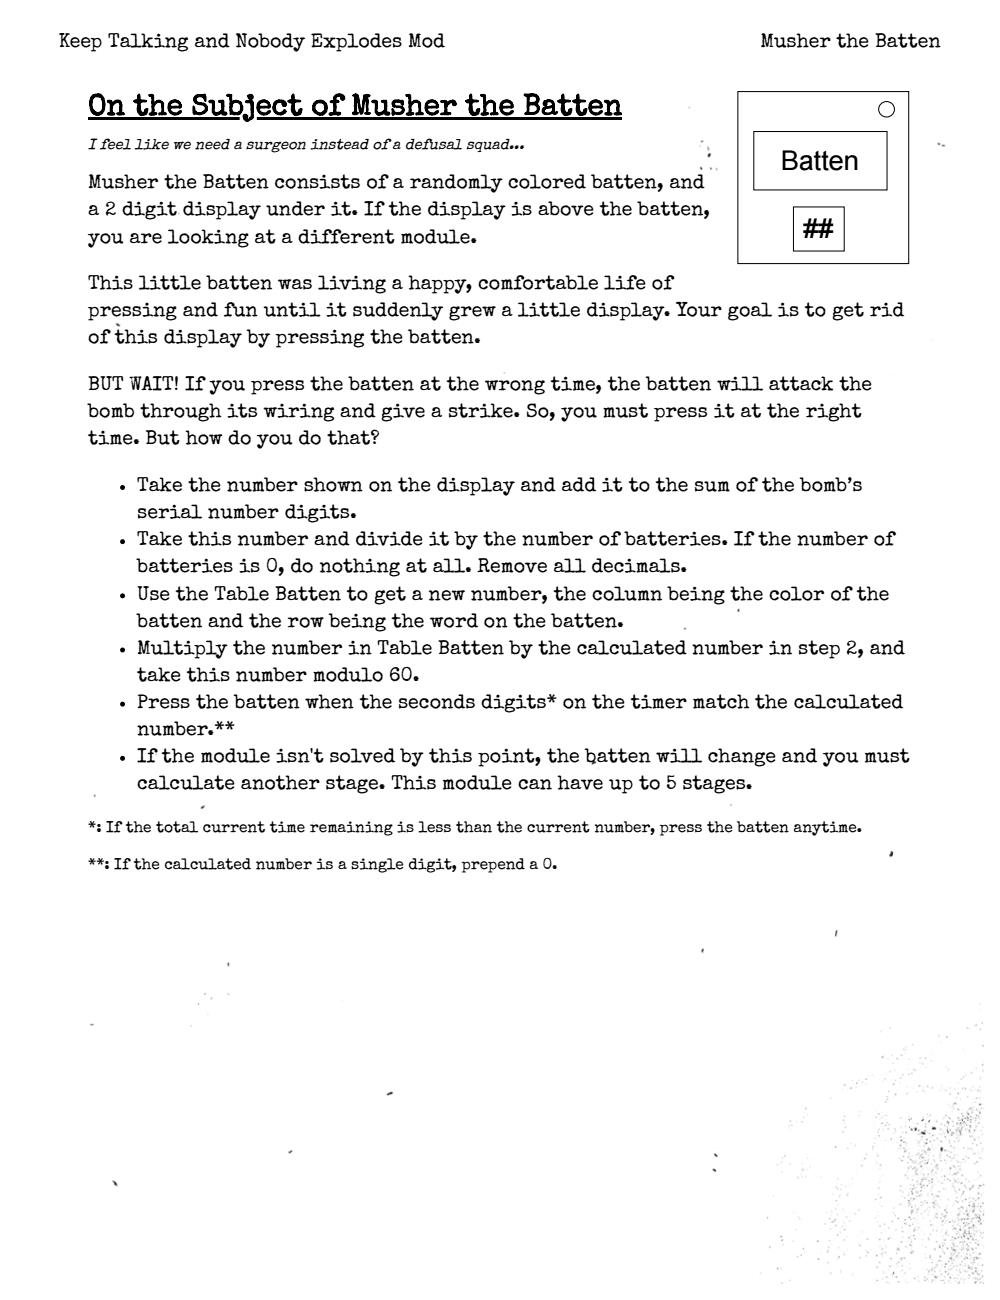 Keep Talking and Nobody Explodes Mod
Musher the Batten
On the Subject of Musher the Batten
I feel like we need a surgeon instead of a defusal squad...
Batten
##
Musher the Batten consists of a randomly colored batten, and
a 2 digit display under it. If the display is above the batten,
you are looking at a different module.
This little batten was living a happy, comfortable life of
pressing and fun until it suddenly grew a little display. Your goal is to get rid
of this display by pressing the batten.
BUT WAIT! If you press the batten at the wrong time, the batten will attack the
bomb through its wiring and give a strike. So, you must press it at the right
time. But how do you do that?
• Take the number shown on the display and add it to the sum of the bomb’s
serial number digits.
• Take this number and divide it by the number of batteries. If the number of
batteries is 0, do nothing at all. Remove all decimals.
• Use the Table Batten to get a new number, the column being the color of the
batten and the row being the word on the batten.
• Multiply the number in Table Batten by the calculated number in step 2, and
take this number modulo 60.
• Press the batten when the seconds digits* on the timer match the calculated
number.**
• If the module isn't solved by this point, the batten will change and you must
calculate another stage. This module can have up to 5 stages.
*: If the total current time remaining is less than the current number, press the batten anytime.
**: If the calculated number is a single digit, prepend a 0.